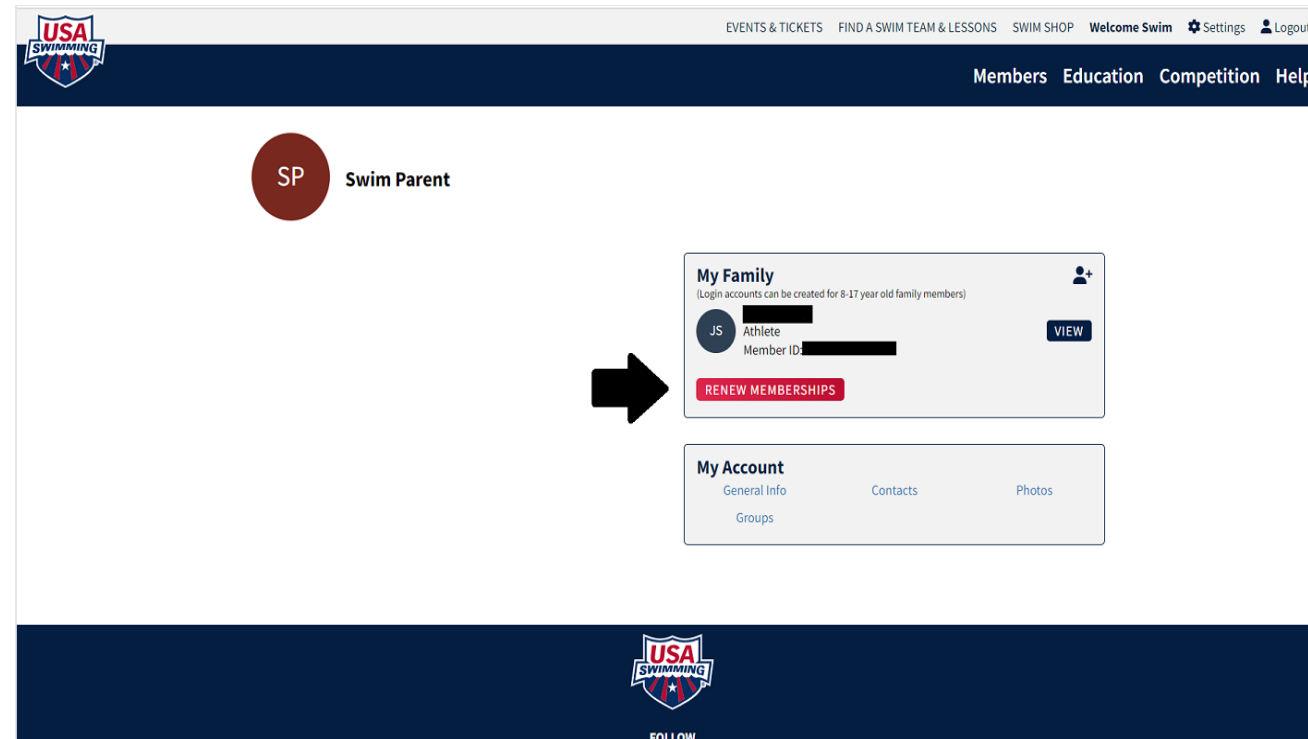 USA
SWIMMING
EVENTS & TICKETS FIND A SWIM TEAM & LESSONS SWIM SHOP Welcome Swim Settings Logout
Members Education Competition Help
SP
Swim Parent
My Family
(Login accounts can be created for 8-17 year old family members)
JS
Athlete
VIEW
Member ID:
RENEW MEMBERSHIPS
My Account
General Info Contacts Photos
Groups
USA
SWIMMING
FOLLOW